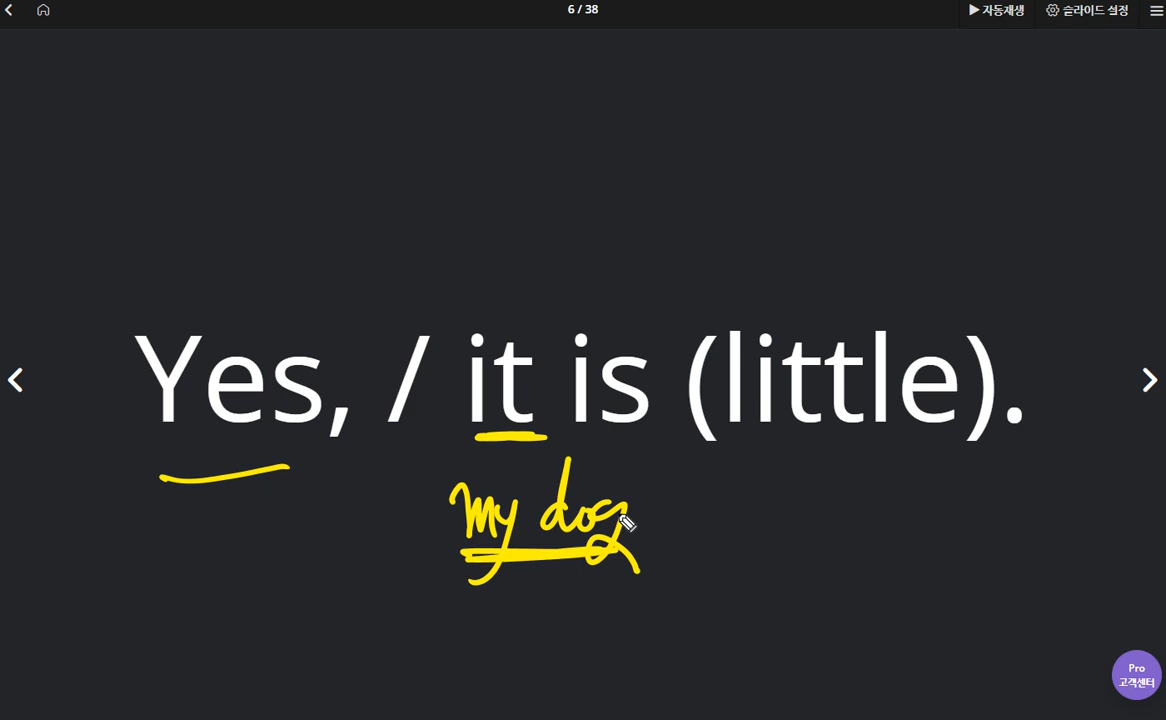 6 / 38
▶ 자동재생
슬라이드 설정
Yes, / it is (little).
my dog
Pro
고객센터